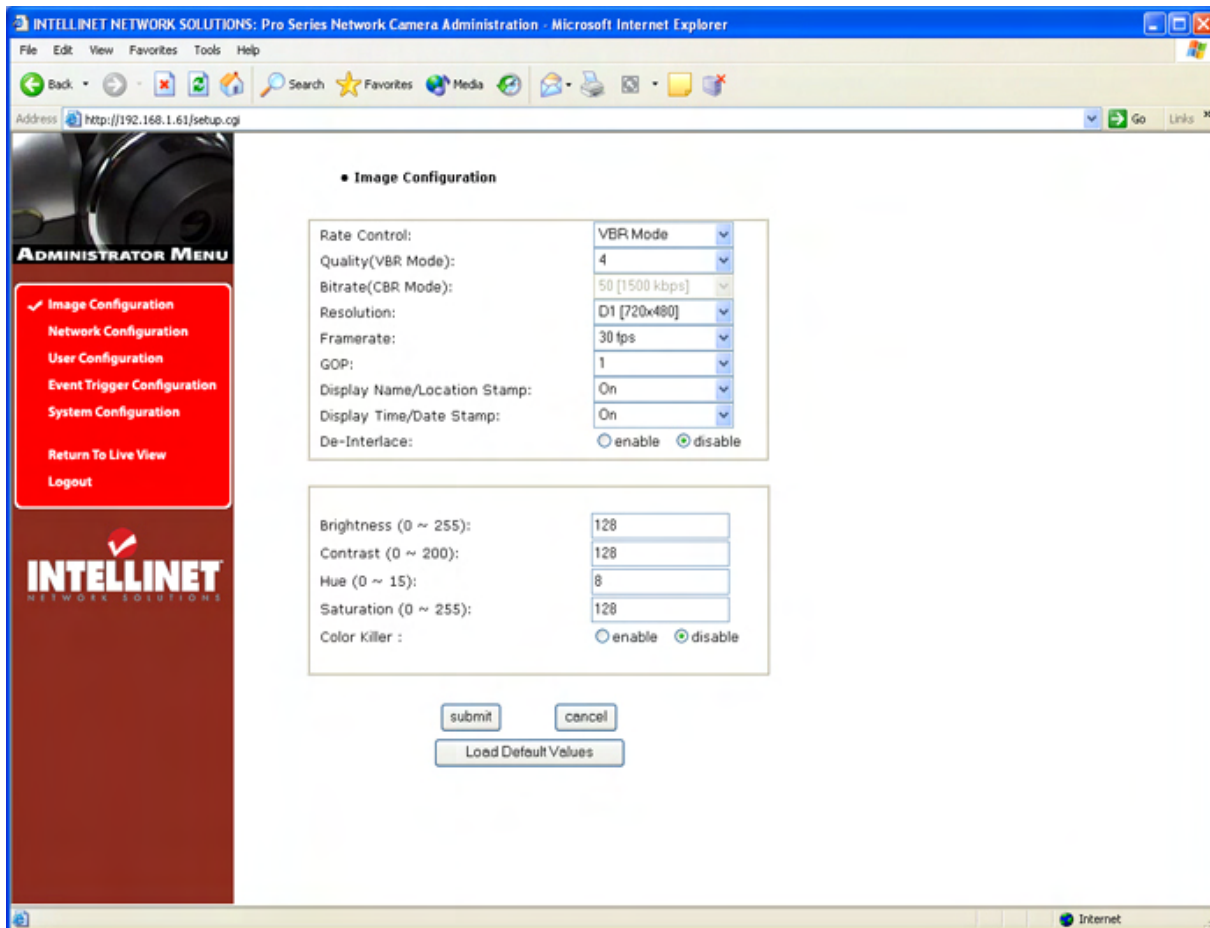 INTELLINET NETWORK SOLUTIONS: Pro Series Network Camera Administration - Microsoft Internet Explorer
File Edit View Favorites Tools Help
Back Search Favorites Media
Address http://192.168.1.61/setup.cgi Go Links »
ADMINISTRATOR MENU
Image Configuration
Network Configuration
User Configuration
Event Trigger Configuration
System Configuration
Return To Live View
Logout
INTELLINET
NETWORK SOLUTIONS
• Image Configuration
Rate Control: VBR Mode
Quality(VBR Mode): 4
Bitrate(CBR Mode): 50 [1500 kbps]
Resolution: D1 [720x480]
Framerate: 30 fps
GOP: 1
Display Name/Location Stamp: On
Display Time/Date Stamp: On
De-Interlace: enable disable
Brightness (0 ~ 255): 128
Contrast (0 ~ 200): 128
Hue (0 ~ 15): 8
Saturation (0 ~ 255): 128
Color Killer : enable disable
submit cancel
Load Default Values
Internet